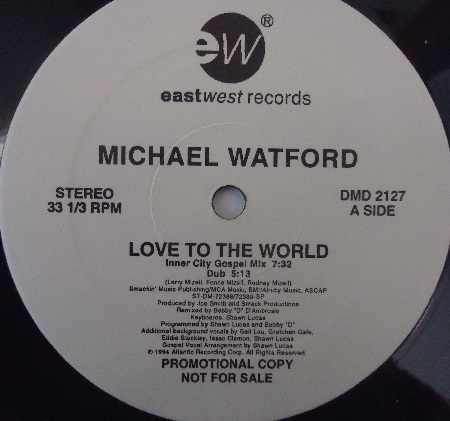 ew®
eastwest records
MICHAEL WATFORD
STEREO
33 1/3 RPM
DMD 2127
A SIDE
LOVE TO THE WORLD
Inner City Gospel Mix 7:32
Dub 5:13
(Larry Mizell, Fonce Mizell, Rodney Mizell)
Smackin' Music Publishing/MCA Music, EMI/Alruby Music, ASCAP
ST-DM-72388/72389-SP
Produced by Joe Smith and Smack Productions
Remixed by Bobby "D" D'Ambrosio
Keyboards: Shawn Lucas
Programmed by Shawn Lucas and Bobby "D"
Additional background vocals by Gail Lou, Gretchen Gale,
Eddie Stockley, Isaac Clemon, Shawn Lucas
Gospel Vocal Arrangement by Shawn Lucas
© 1994 Atlantic Recording Corp. All Rights Reserved.
PROMOTIONAL COPY
NOT FOR SALE